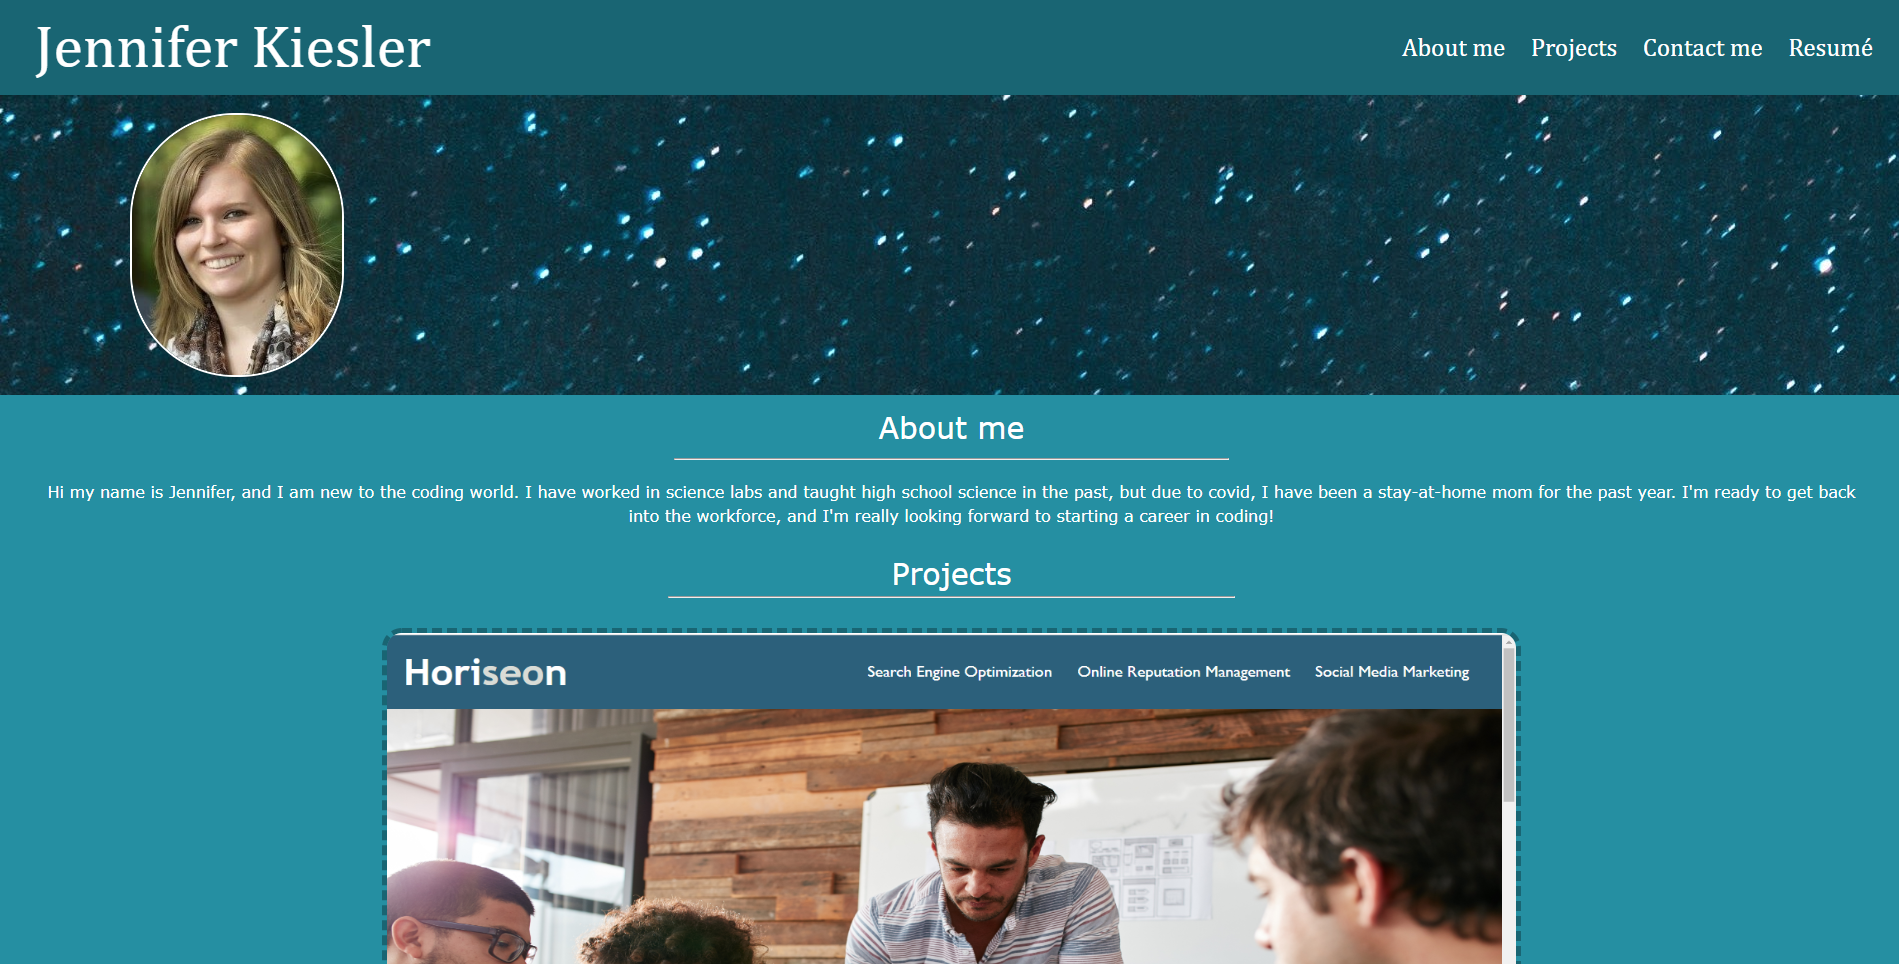 Jennifer Kiesler
About me Projects Contact me Resumé
About me
Hi my name is Jennifer, and I am new to the coding world. I have worked in science labs and taught high school science in the past, but due to covid, I have been a stay-at-home mom for the past year. I'm ready to get back
into the workforce, and I'm really looking forward to starting a career in coding!
Projects
Horiseon
Search Engine Optimization Online Reputation Management Social Media Marketing